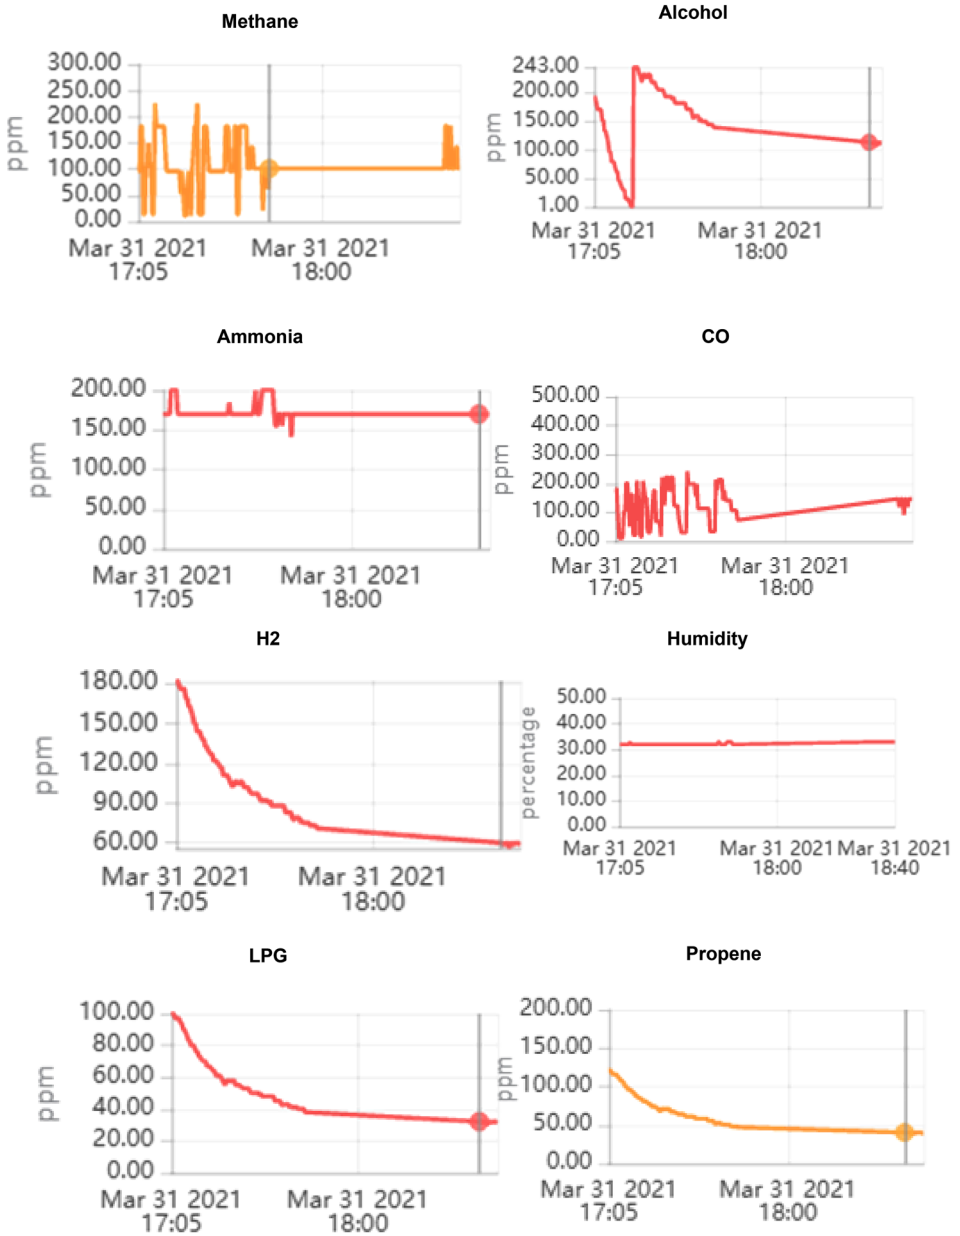 Methane
300.00
250.00
200.00
150.00
100.00
50.00
0.00
ppm
Mar 31 2021
17:05
Mar 31 2021
18:00
Alcohol
243.00
200.00
150.00
100.00
50.00
1.00
ppm
Mar 31 2021
17:05
Mar 31 2021
18:00
Ammonia
200.00
150.00
100.00
50.00
0.00
ppm
Mar 31 2021
17:05
Mar 31 2021
18:00
CO
500.00
400.00
300.00
200.00
100.00
0.00
ppm
Mar 31 2021
17:05
Mar 31 2021
18:00
H2
180.00
150.00
120.00
90.00
60.00
ppm
Mar 31 2021
17:05
Mar 31 2021
18:00
Humidity
50.00
40.00
30.00
20.00
10.00
0.00
percentage
Mar 31 2021
17:05
Mar 31 2021
18:00
Mar 31 2021
18:40
LPG
100.00
80.00
60.00
40.00
20.00
0.00
ppm
Mar 31 2021
17:05
Mar 31 2021
18:00
Propene
200.00
150.00
100.00
50.00
0.00
ppm
Mar 31 2021
17:05
Mar 31 2021
18:00